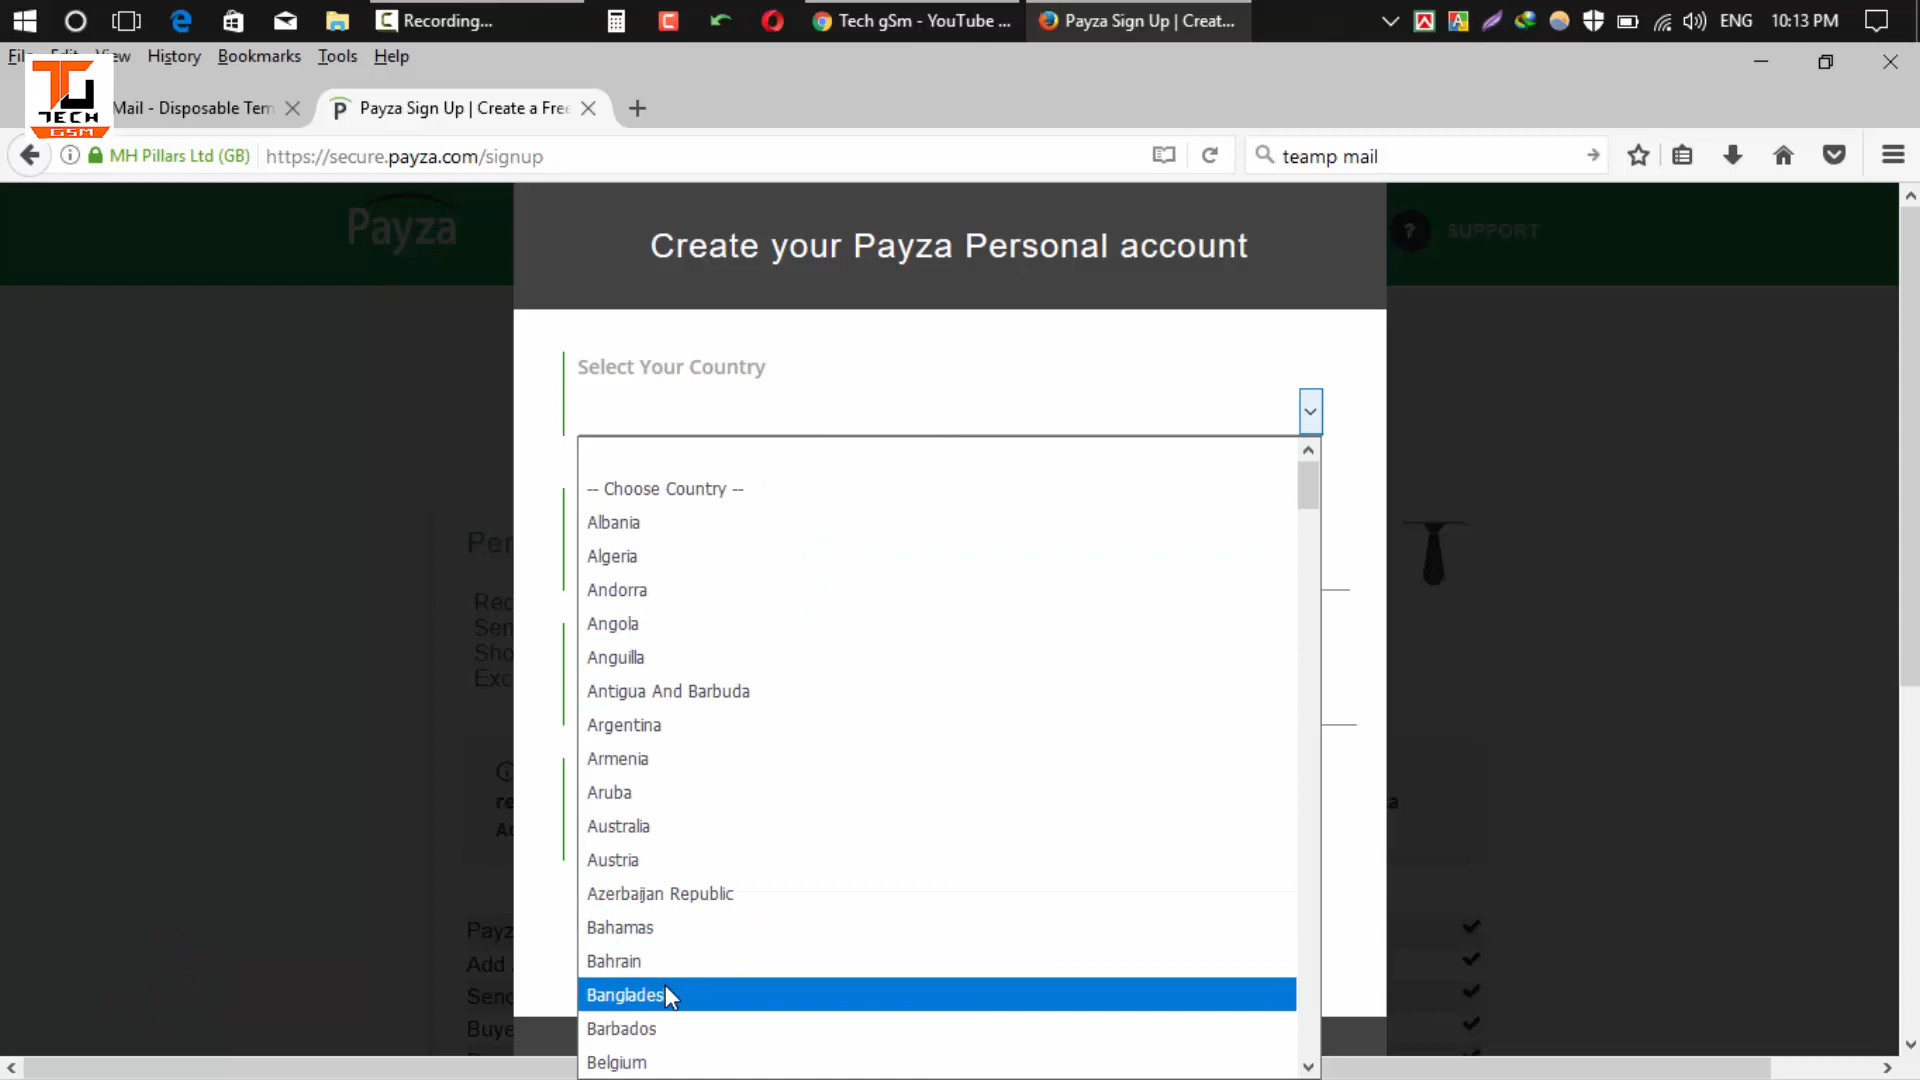 Recording...
Tech gSm - YouTube ...
Payza Sign Up | Creat...
ENG
10:13 PM
History
Bookmarks
Tools
Help
TECH
GSM
Mail - Disposable Tem
Payza Sign Up | Create a Free
MH Pillars Ltd (GB)
https://secure.payza.com/signup
teamp mail
Payza
Create your Payza Personal account
? SUPPORT
Select Your Country
-- Choose Country --
Albania
Algeria
Andorra
Angola
Anguilla
Antigua And Barbuda
Argentina
Armenia
Aruba
Australia
Austria
Azerbaijan Republic
Bahamas
Bahrain
Banglades
Barbados
Belgium